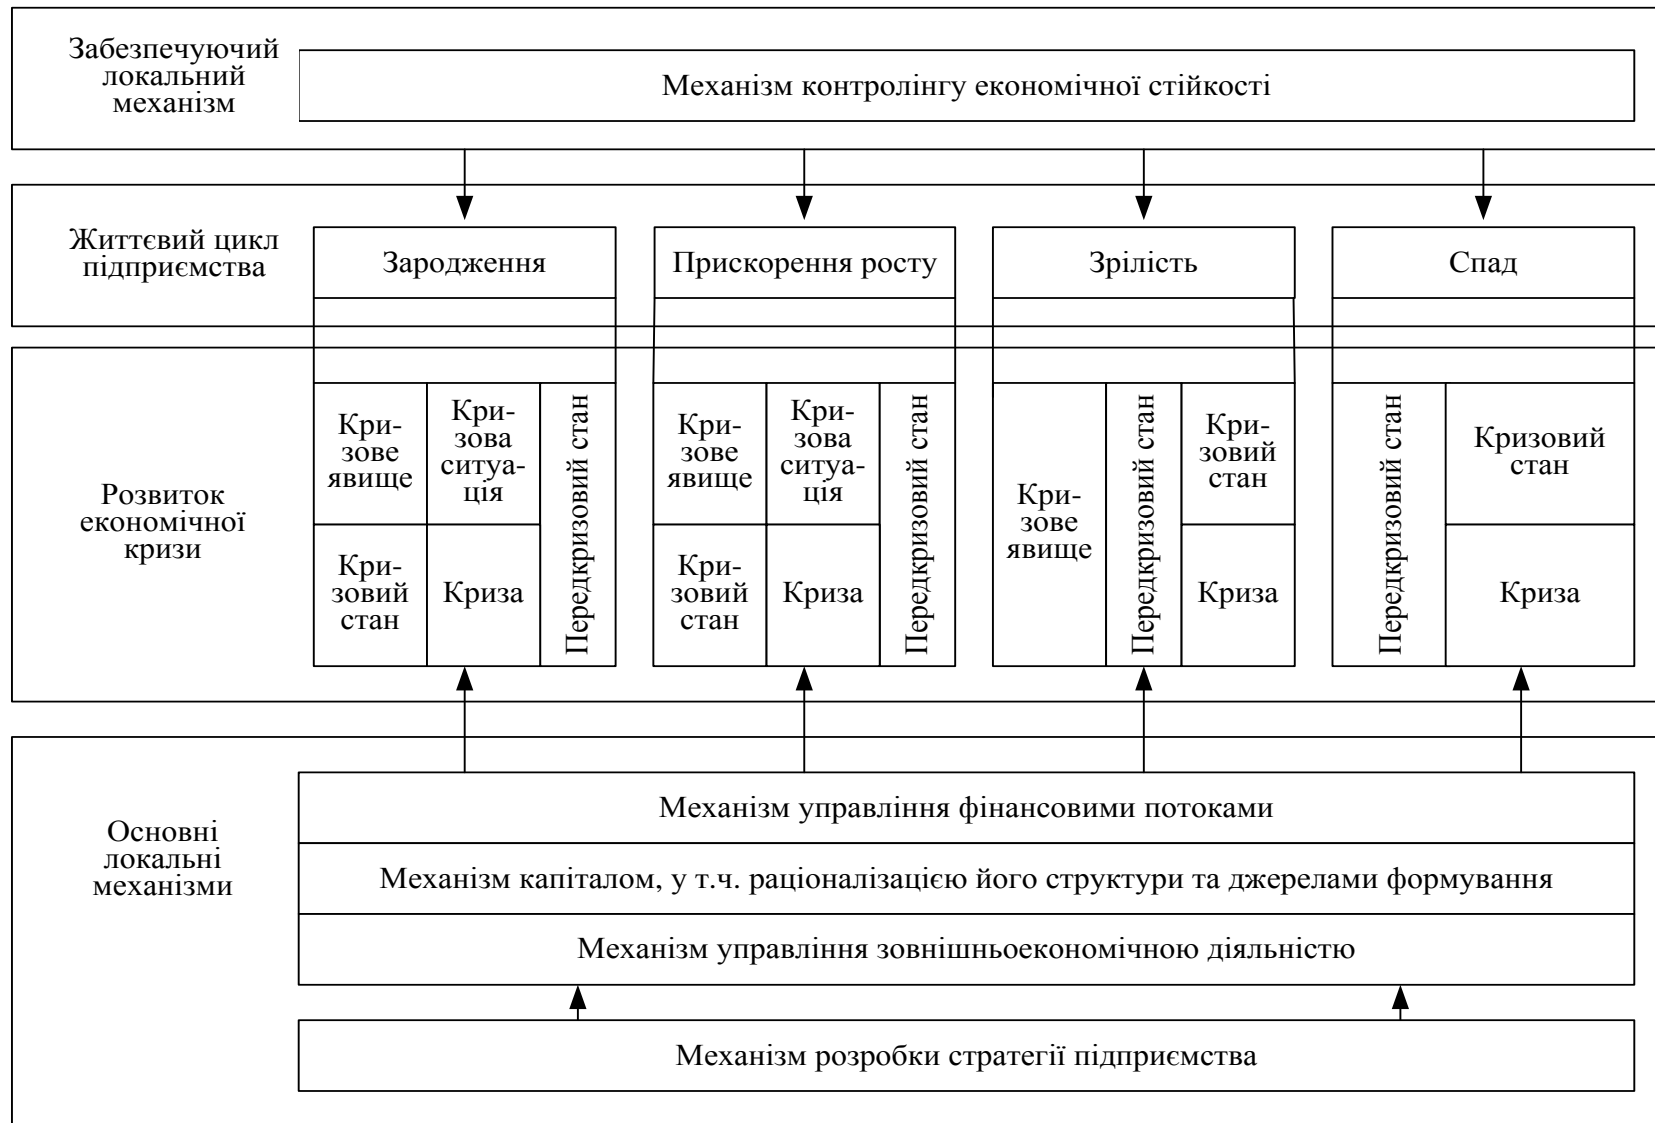 Забезпечуючий
локальний
механізм
Механізм контролінгу економічної стійкості
Життєвий цикл
підприємства
Зародження
Прискорення росту
Зрілість
Спад
Розвиток
економічної
кризи
Кри-
зове
явище
Кри-
зова
ситуа-
ція
Передкризовий стан
Кри-
зовий
стан
Криза
Кри-
зове
явище
Кри-
зова
ситуа-
ція
Передкризовий стан
Кри-
зовий
стан
Криза
Кри-
зове
явище
Передкризовий стан
Кри-
зовий
стан
Криза
Передкризовий стан
Кризовий
стан
Криза
Основні
локальні
механізми
Механізм управління фінансовими потоками
Механізм капіталом, у т.ч. раціоналізацією його структури та джерелами формування
Механізм управління зовнішньоекономічною діяльністю
Механізм розробки стратегії підприємства